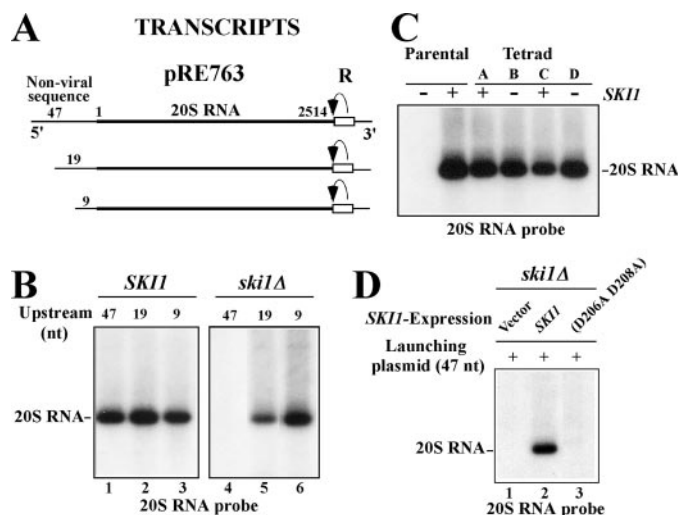 A
TRANSCRIPTS
pRE763
R
Non-viral
sequence
47 1 20S RNA 2514
5' 3'
19
9
B
SKI1 ski1Δ
Upstream 47 19 9 47 19 9
(nt)
20S RNA-
1 2 3 4 5 6
20S RNA probe
C
Parental Tetrad
A B C D
- + + - + - SKI1
-20S RNA
20S RNA probe
D
ski1Δ
SKI1-Expression Vector SKI1 (D206A D208A)
Launching + + +
plasmid (47 nt)
20S RNA-
1 2 3
20S RNA probe